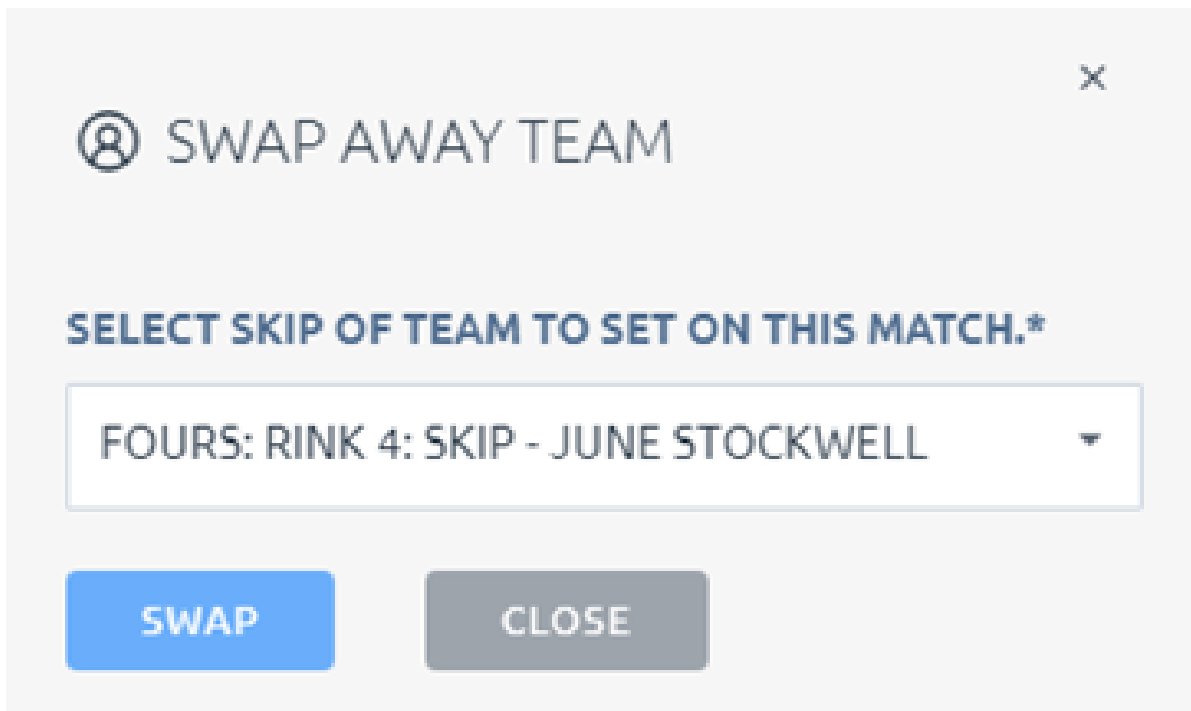 SWAP AWAY TEAM
SELECT SKIP OF TEAM TO SET ON THIS MATCH.*
FOURS: RINK 4: SKIP - JUNE STOCKWELL
SWAP
CLOSE